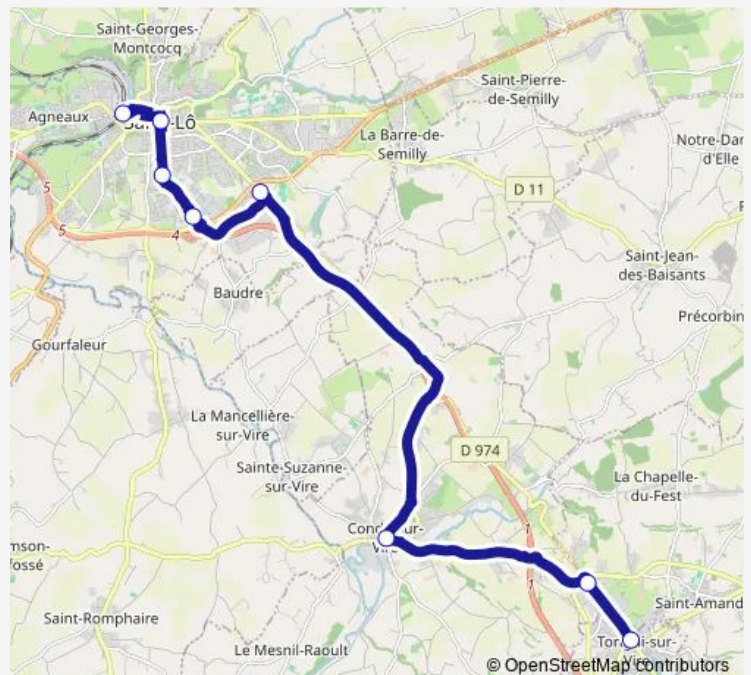 Saint-Georges-
Montcocq
Agneaux
Saint-Pierre-
de-Semilly
La Barre-de-
Semilly
Notre-Dar
d'Elle
D 11
5
5
4
Saint-Jean-
des-Baisants
Baudre
Précorbin
Gourfaleur
La Mancellière-
sur-Vire
D 974
Sainte-Suzanne-
sur-Vire
La Chapelle-
du-Fest
1
1
mson-
fossé
Saint-Amand
Saint-Romphaire
Le Mesnil-Raoult
© OpenStreetMap contributors